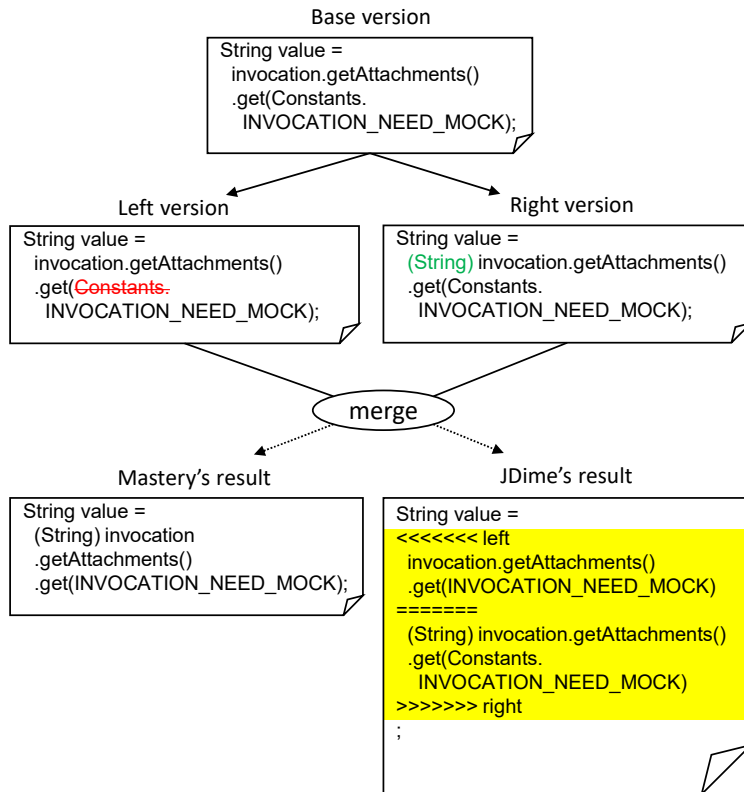 Base version
String value =
invocation.getAttachments()
.get(Constants.
INVOCATION_NEED_MOCK);
Left version
String value =
invocation.getAttachments()
.get(Constants.
INVOCATION_NEED_MOCK);
Right version
String value =
(String) invocation.getAttachments()
.get(Constants.
INVOCATION_NEED_MOCK);
merge
Mastery's result
String value =
(String) invocation
.getAttachments()
.get(INVOCATION_NEED_MOCK);
JDime's result
String value =
<<<<<<< left
invocation.getAttachments()
.get(INVOCATION_NEED_MOCK)
=======
(String) invocation.getAttachments()
.get(Constants.
INVOCATION_NEED_MOCK)
>>>>>>> right
;